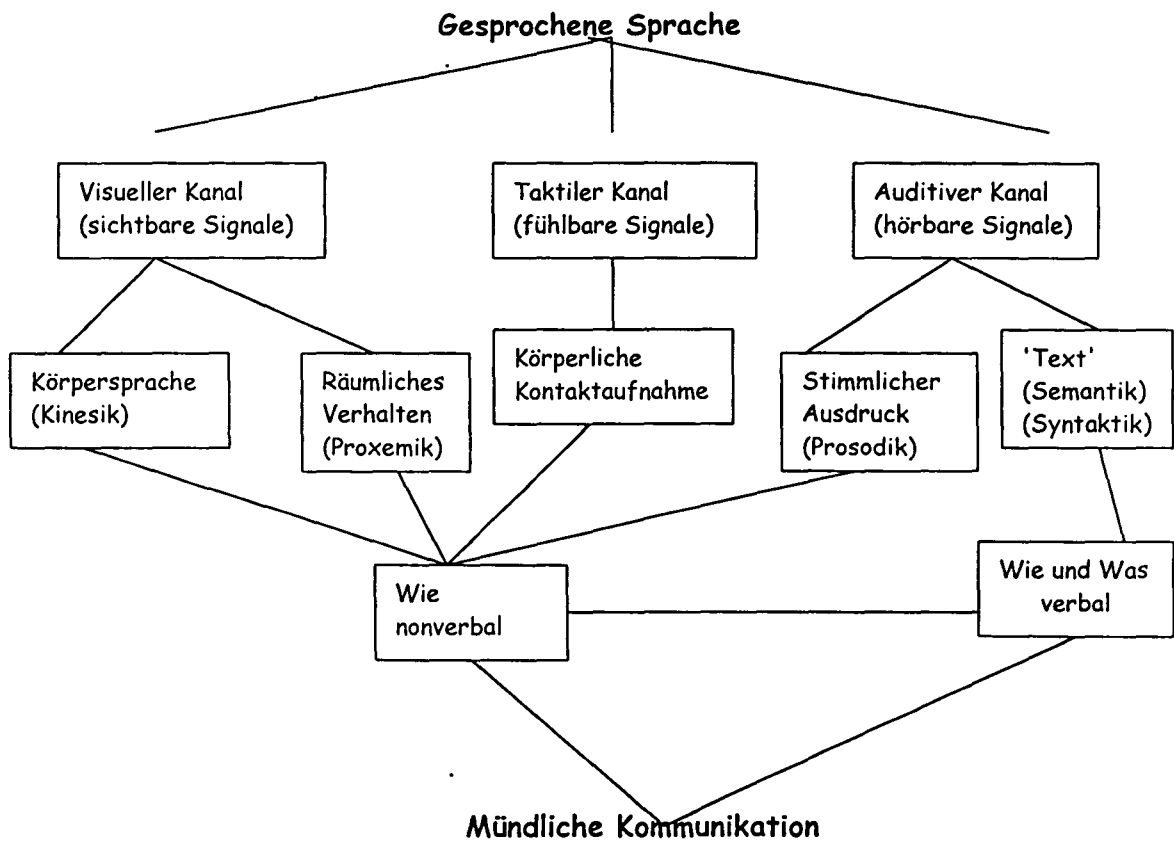 Gesprochene Sprache
Visueller Kanal
(sichtbare Signale)
Taktiler Kanal
(fühlbare Signale)
Auditiver Kanal
(hörbare Signale)
Körpersprache
(Kinesik)
Räumliches
Verhalten
(Proxemik)
Körperliche
Kontaktaufnahme
Stimmlicher
Ausdruck
(Prosodik)
'Text'
(Semantik)
(Syntaktik)
Wie
nonverbal
Wie und Was
verbal
Mündliche Kommunikation